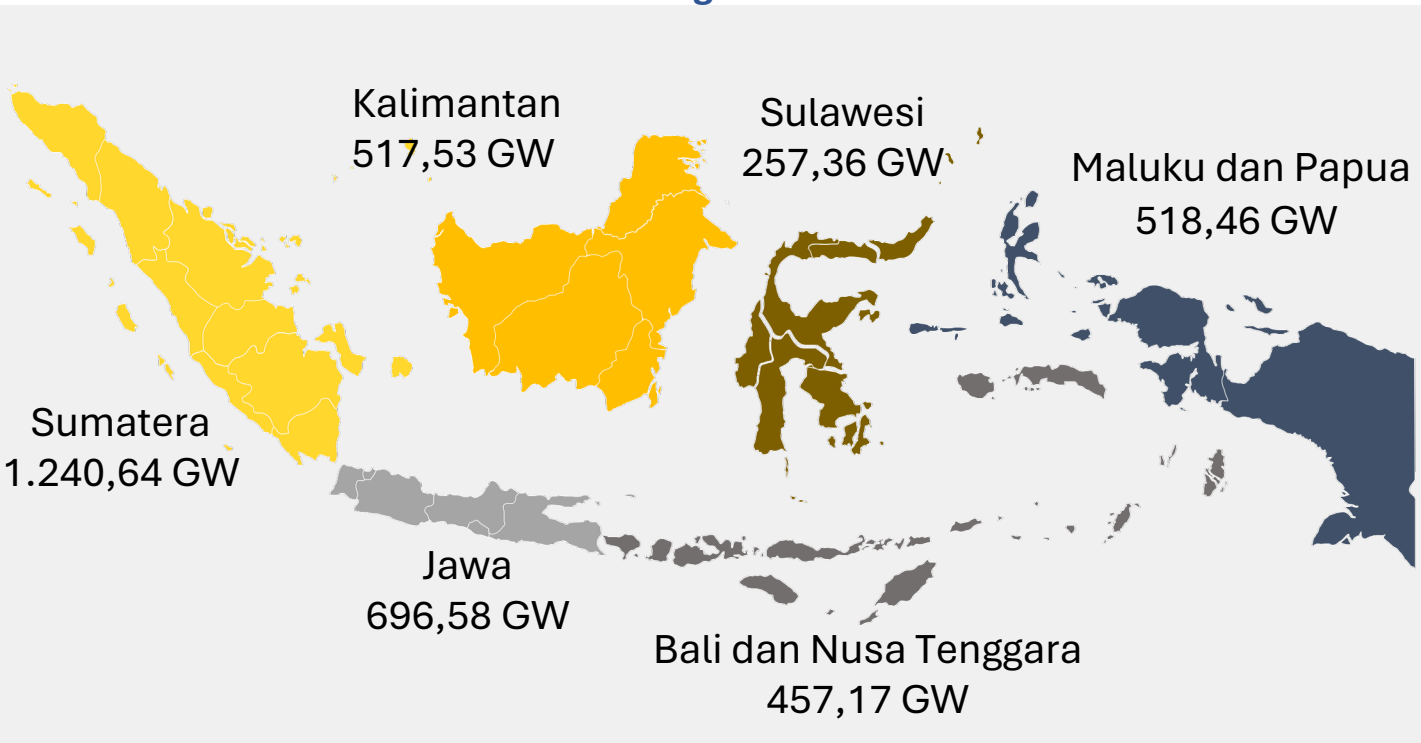 Kalimantan
517,53 GW
Sulawesi
257,36 GW
Maluku dan Papua
518,46 GW
Sumatera
1.240,64 GW
Jawa
696,58 GW
Bali dan Nusa Tenggara
457,17 GW